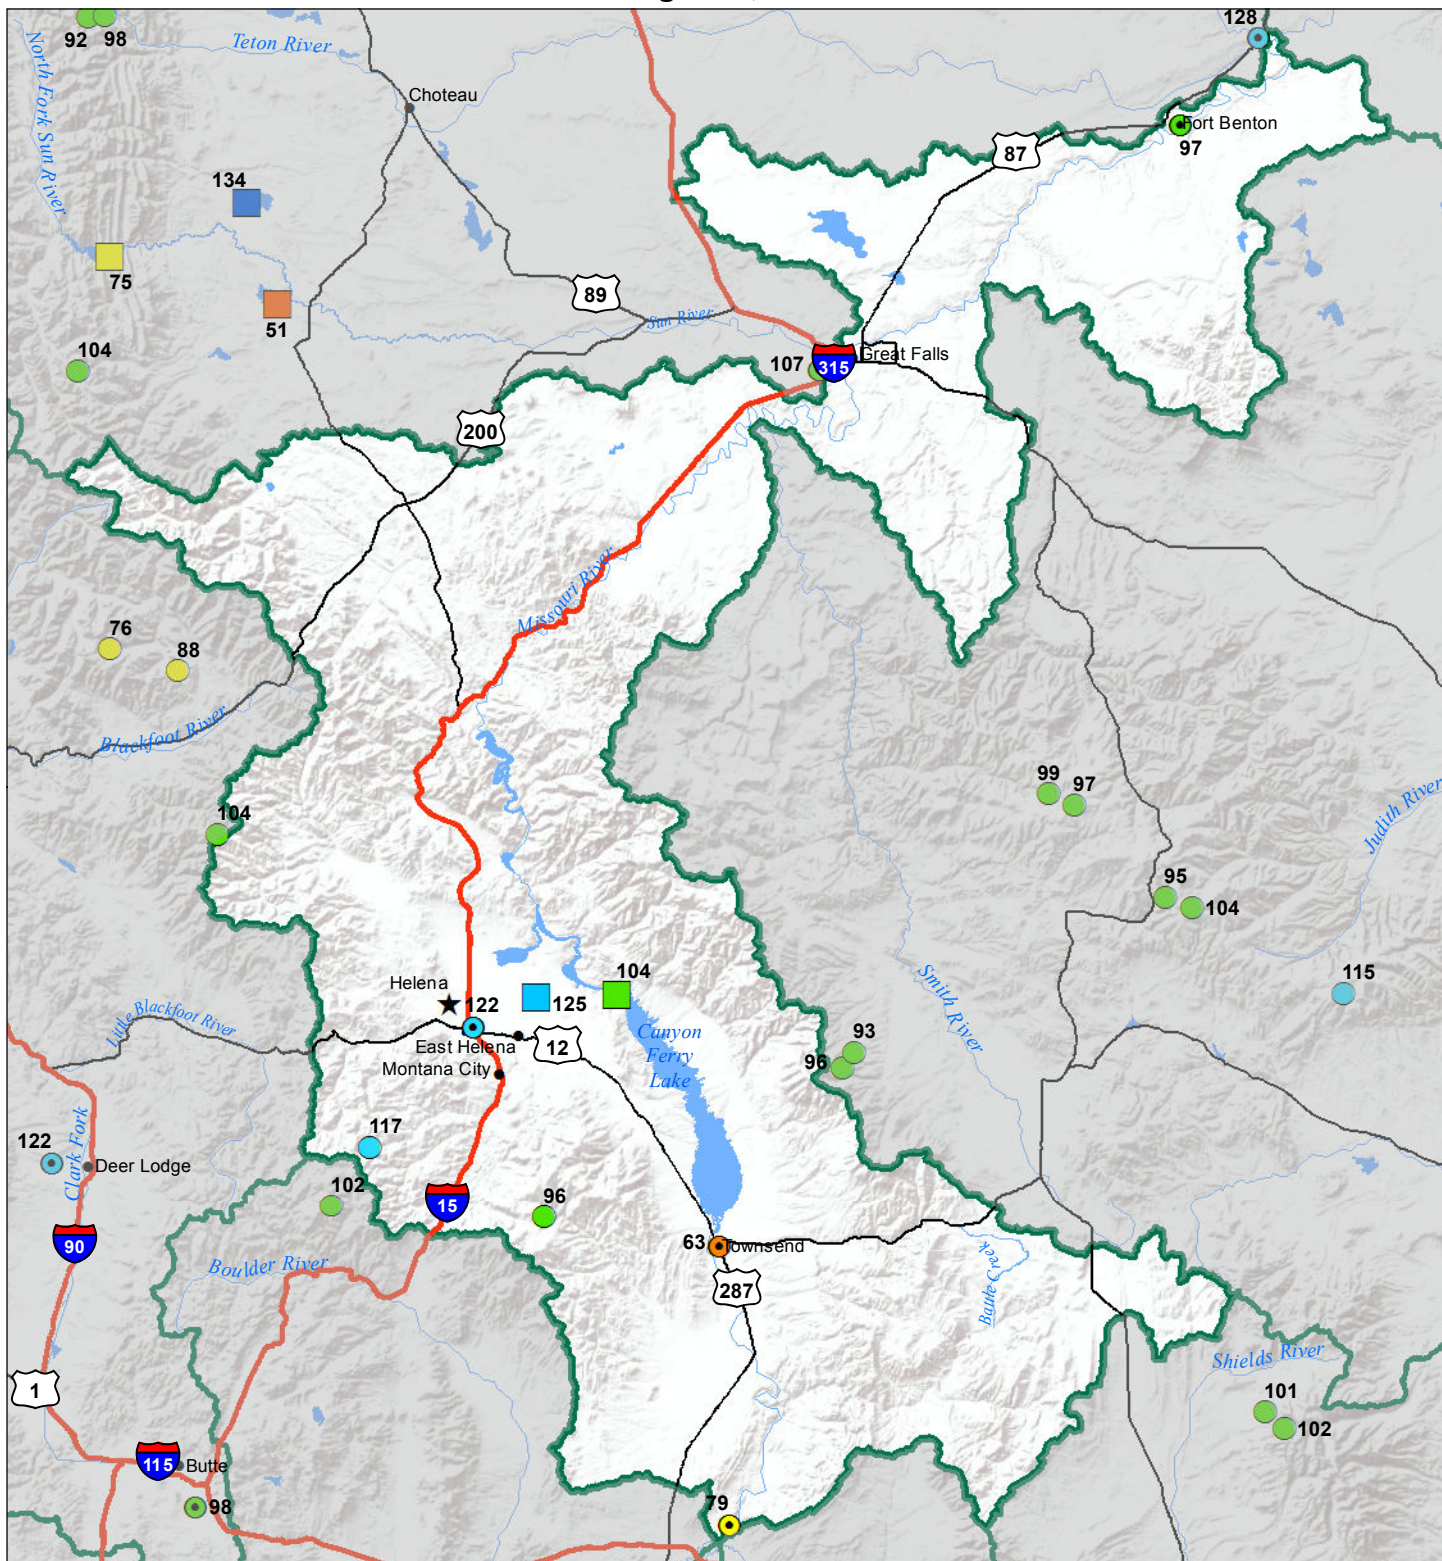 128
92 98
Teton River
North Fork Sun River
Choteau
Fort Benton
97
87
134
75
89
51
Sun River
104
107
315
Great Falls
200
Missouri River
76
88
Blackfoot River
99
97
Judith River
104
95
104
Smith River
115
Helena
122
125
104
Little Blackfoot River
East Helena
12
Canyon
Ferry
Lake
93
96
Montana City
117
122
Deer Lodge
Clark Fork
102
15
96
90
63
Townsend
Boulder River
287
Battle Creek
Shields River
1
101
102
115
Butte
98
79